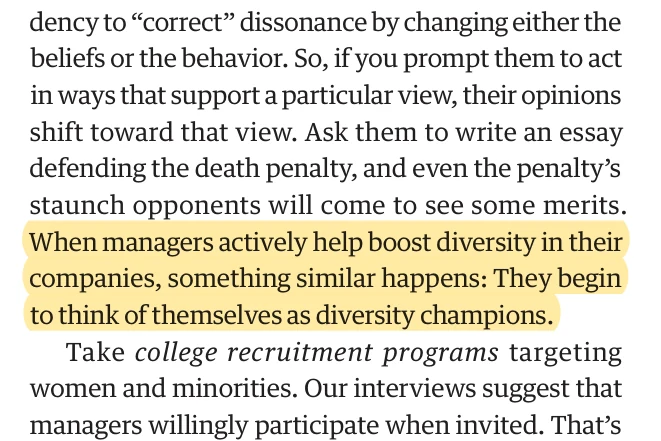 dency to “correct” dissonance by changing either the
beliefs or the behavior. So, if you prompt them to act
in ways that support a particular view, their opinions
shift toward that view. Ask them to write an essay
defending the death penalty, and even the penalty’s
staunch opponents will come to see some merits.
When managers actively help boost diversity in their
companies, something similar happens: They begin
to think of themselves as diversity champions.
Take college recruitment programs targeting
women and minorities. Our interviews suggest that
managers willingly participate when invited. That’s